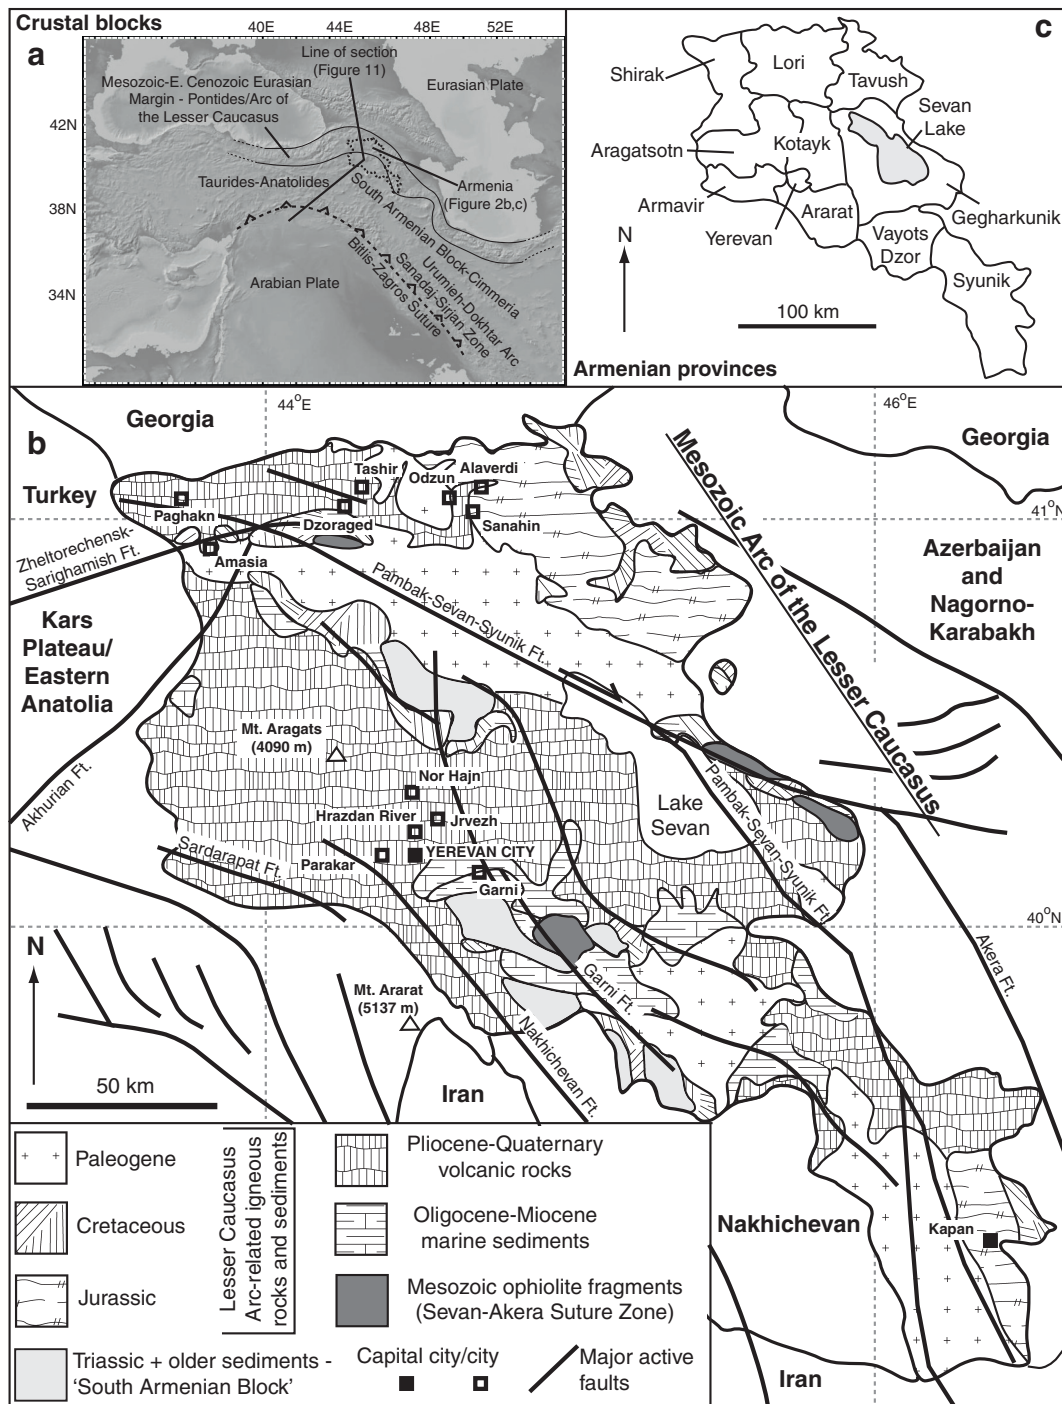 Crustal blocks
40E 44E 48E 52E
a
Line of section
(Figure 11)
Mesozoic-E. Cenozoic Eurasian
Margin - Pontides/Arc of
the Lesser Caucasus
Eurasian Plate
42N
38N
34N
Taurides-Anatolides
Armenia
(Figure 2b,c)
South Armenian Block-Cimmeria
Urumieh-Dokhtar Arc
Sanadaj-Sirjan Zone
Bitlis-Zagros Suture
Arabian Plate
c
Shirak
Lori
Tavush
Sevan
Lake
Aragatsotn
Kotayk
Armavir
Yerevan
Ararat
Gegharkunik
Vayots
Dzor
Syunik
N
100 km
Armenian provinces
b
Georgia
44°E
46°E
Georgia
Turkey
Tashir
Odzun
Alaverdi
Paghakn
Dzoraged
Sanahin
41°N
Zheltorechensk-
Sarighamish Ft.
Amasia
Azerbaijan
and
Nagorno-
Karabakh
Mesozoic Arc of the Lesser Caucasus
Pambak-Sevan-Syunik Ft.
Kars
Plateau/
Eastern
Anatolia
Mt. Aragats
(4090 m)
Nor Hajn
Akhurian Ft.
Hrazdan River
Jrvezh
Lake
Sevan
Pambak-Sevan-Syunik Ft.
Sardarapat Ft.
Parakar
YEREVAN CITY
Garni
40°N
Akera Ft.
N
Garni Ft.
Mt. Ararat
(5137 m)
Nakhichevan Ft.
50 km
Iran
Nakhichevan
Kapan
Iran
Paleogene
Cretaceous
Jurassic
Lesser Caucasus
Arc-related igneous
rocks and sediments
Triassic + older sediments -
'South Armenian Block'
Pliocene-Quaternary
volcanic rocks
Oligocene-Miocene
marine sediments
Mesozoic ophiolite fragments
(Sevan-Akera Suture Zone)
Capital city/city
Major active
faults